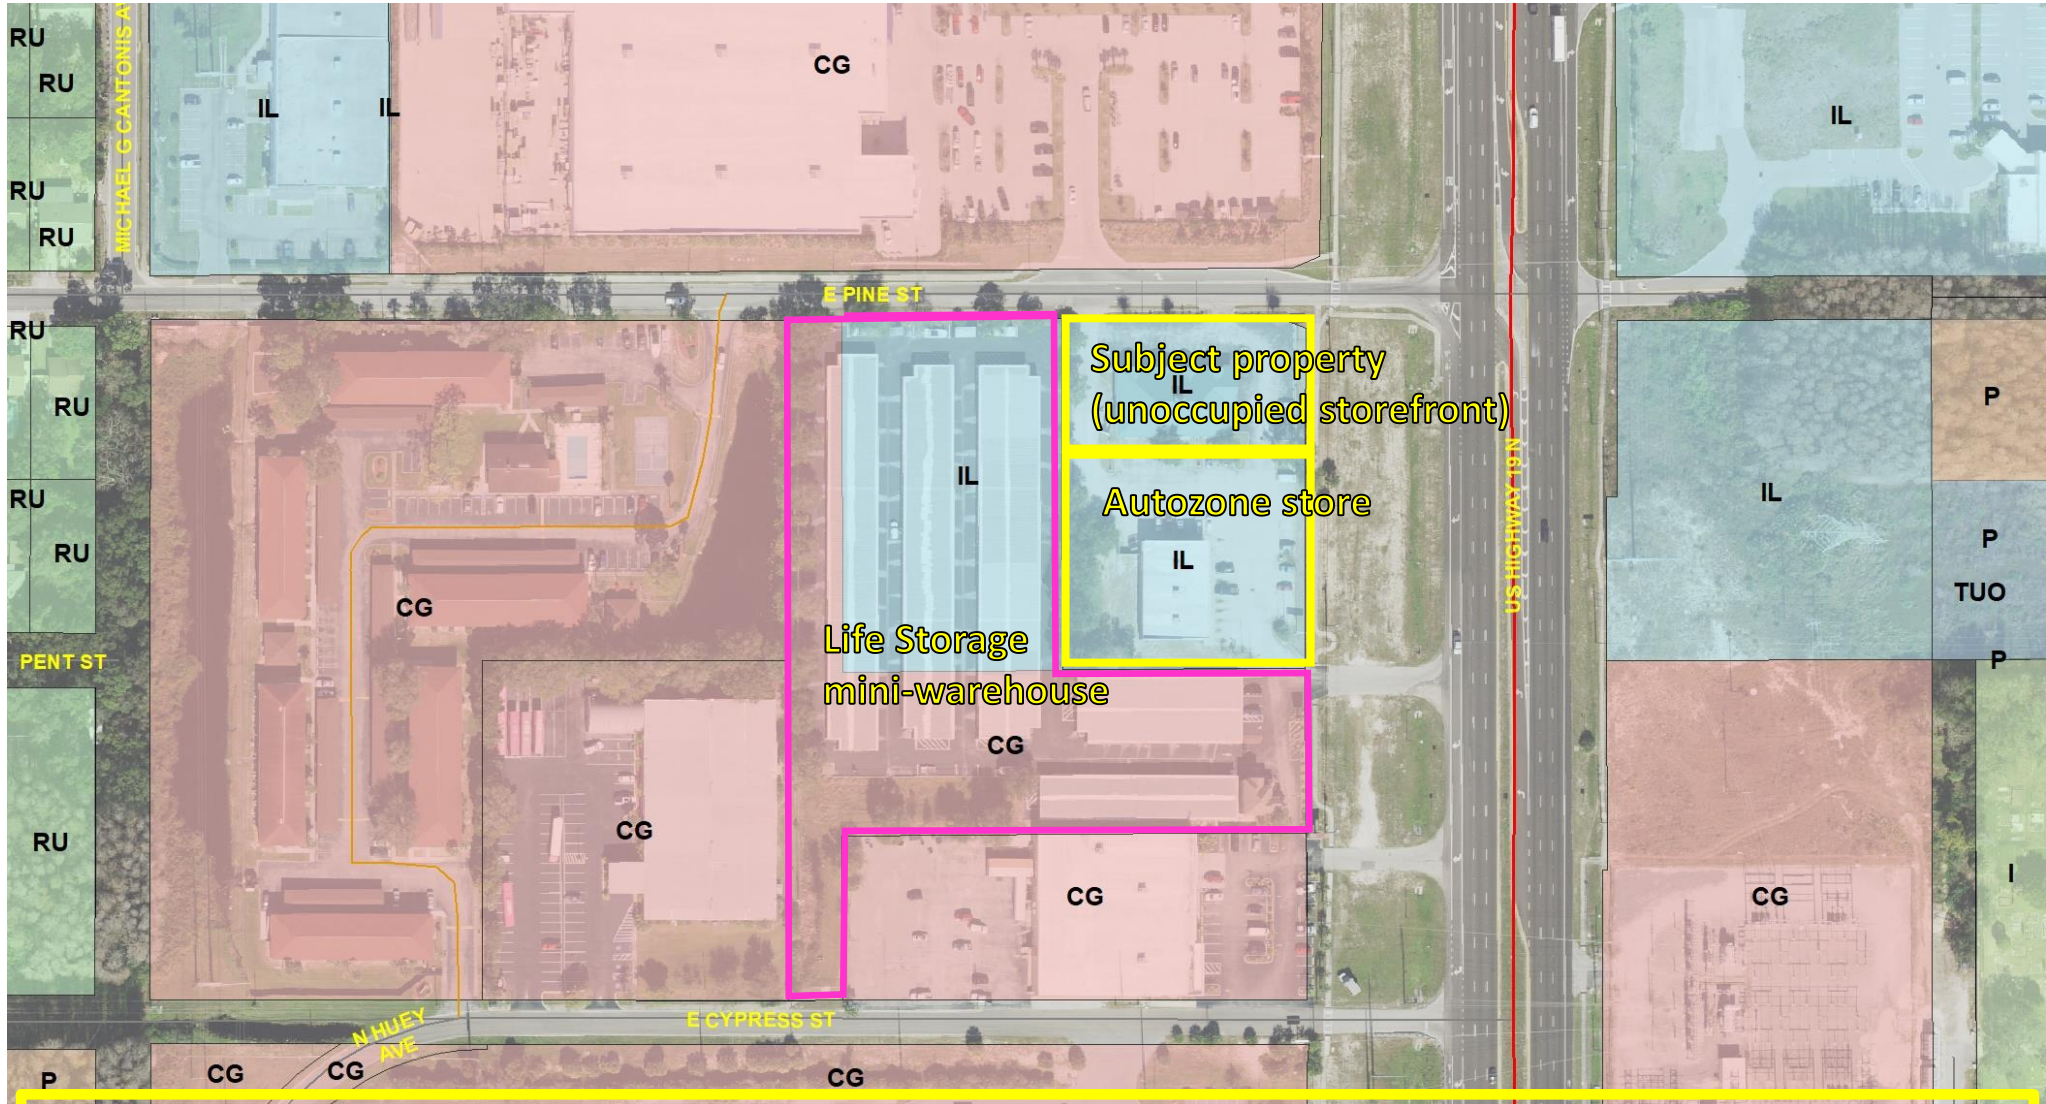 RU
RU
RU
RU
MICHAEL G CANTONIS AV
IL
IL
CG
IL
E PINE ST
RU
RU
RU
RU
Subject property
(unoccupied storefront)
IL
IL
Autozone store
IL
US HIGHWAY 19 N
IL
P
P
TUO
P
CG
Life Storage
mini-warehouse
CG
PENT ST
RU
CG
CG
CG
I
E CYPRESS ST
N HUEY
AVE
P
CG
CG
CG